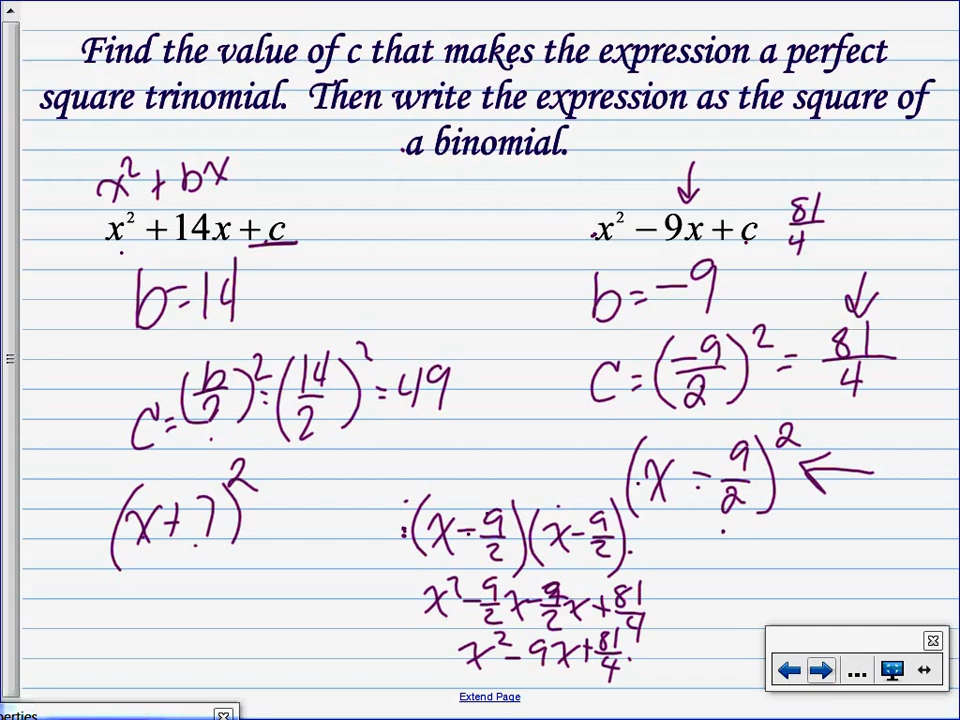 Find the value of c that makes the expression a perfect
square trinomial. Then write the expression as the square of
a binomial.
x² + bx
x² + 14x + c
b = 14
c = (b/2)² = (14/2)² = 49
(x + 7)²
x² − 9x + c 81/4
b = −9
c = (−9/2)² = 81/4
(x − 9/2)²
(x − 9/2)(x − 9/2)
x² − 9/2x − 9/2x + 81/4
x² − 9x + 81/4
...
Extend Page
perties